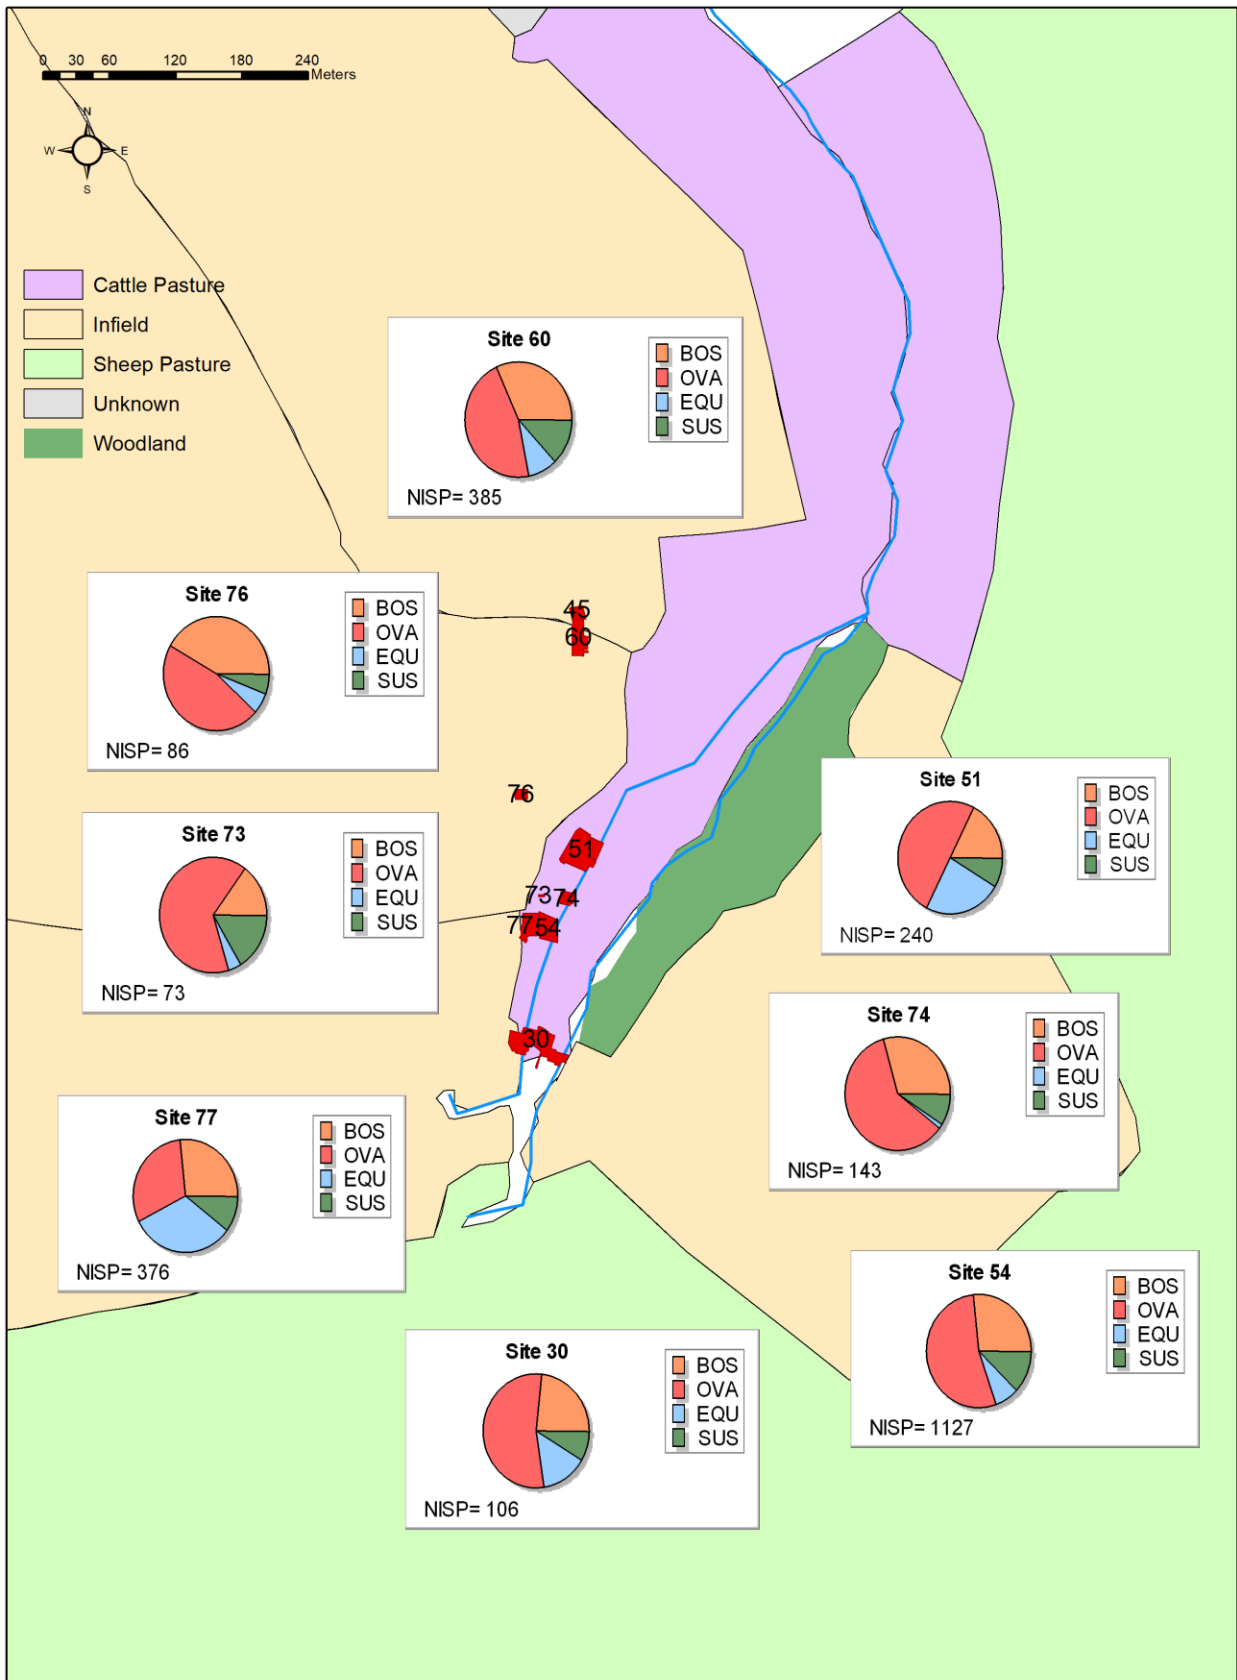 0 30 60 120 180 240
Meters
N
W E
S
Cattle Pasture
Infield
Sheep Pasture
Unknown
Woodland
Site 60
BOS
OVA
EQU
SUS
NISP= 385
Site 76
BOS
OVA
EQU
SUS
NISP= 86
45
60
76
Site 73
BOS
OVA
EQU
SUS
NISP= 73
51
73 74
77 54
30
Site 51
BOS
OVA
EQU
SUS
NISP= 240
Site 74
BOS
OVA
EQU
SUS
NISP= 143
Site 77
BOS
OVA
EQU
SUS
NISP= 376
Site 54
BOS
OVA
EQU
SUS
NISP= 1127
Site 30
BOS
OVA
EQU
SUS
NISP= 106